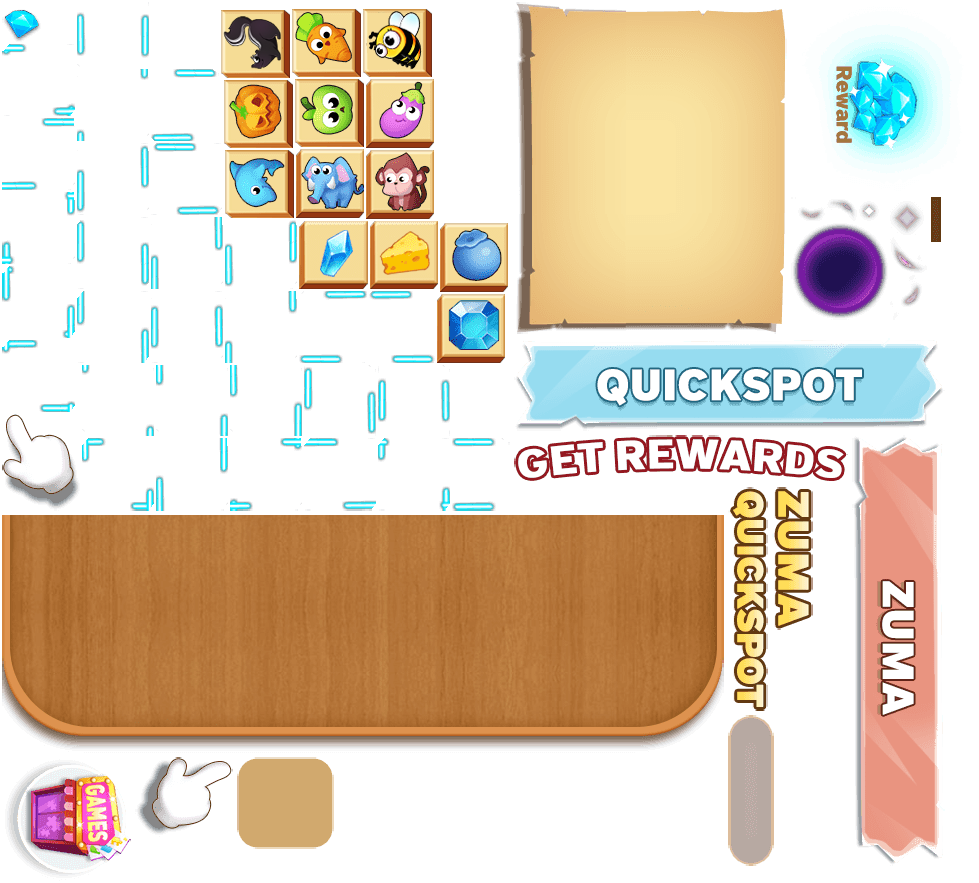 Reward
QUICKSPOT
GET REWARDS
ZUMA
QUICKSPOT
ZUMA
GAMES